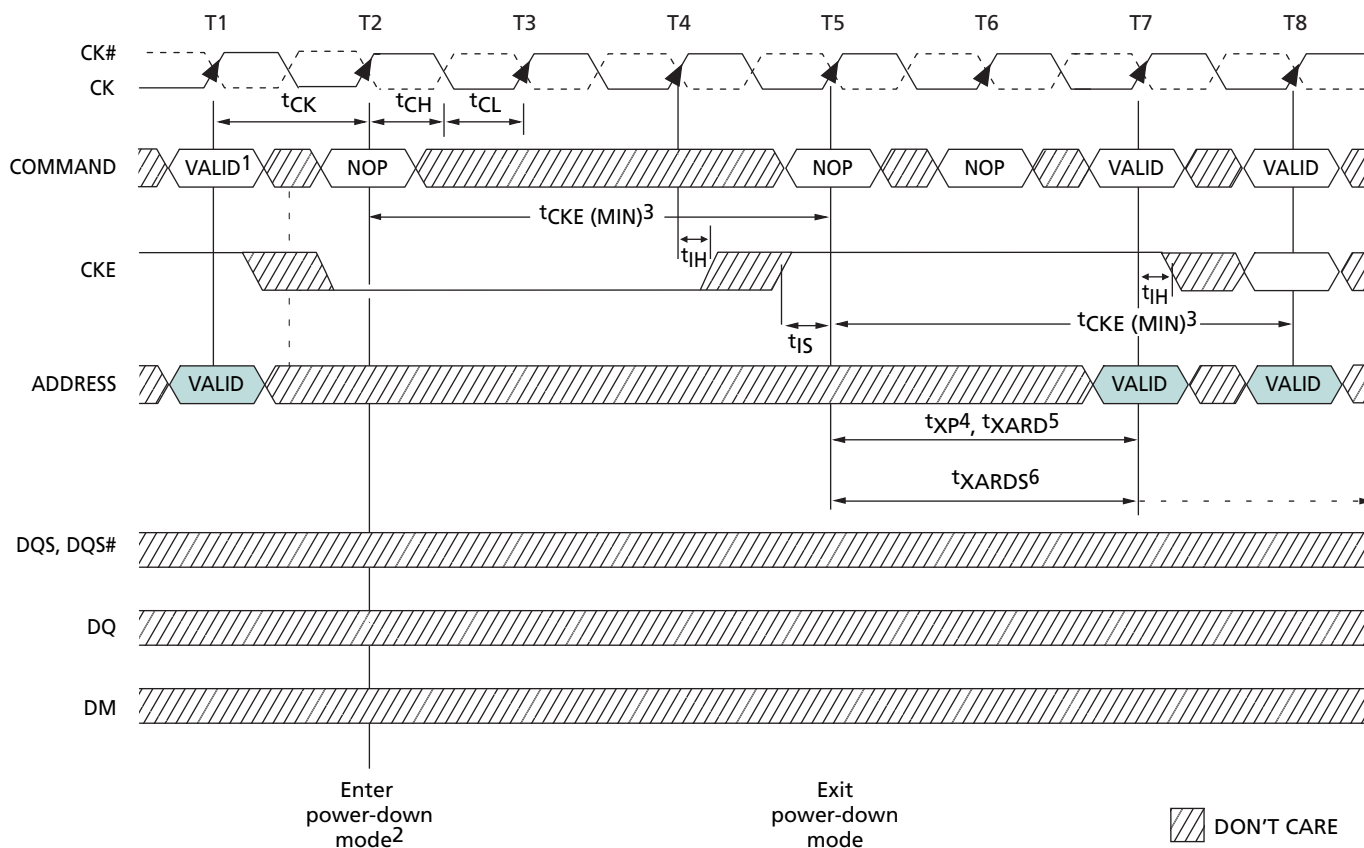 T1 T2 T3 T4 T5 T6 T7 T8
CK#
CK
tCK tCH tCL
COMMAND VALID1 NOP NOP NOP VALID VALID
tCKE (MIN)3
CKE
tIH tIH
tCKE (MIN)3
tIS
ADDRESS VALID VALID VALID
tXP4, tXARD5
tXARDS6
DQS, DQS#
DQ
DM
Enter
power-down
mode2
Exit
power-down
mode
DON'T CARE